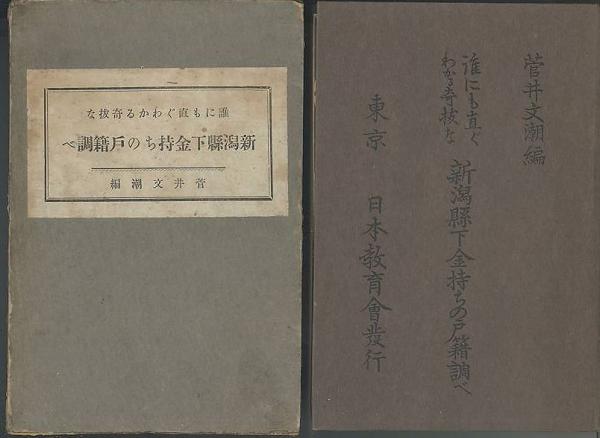 誰にも直ぐわかる奇抜な
新潟縣下金持ちの戸籍調べ
菅井文潮編
菅井文潮編
誰にも直ぐ
わかる奇抜な
新潟縣下金持ちの戸籍調べ
東京 日本教育會發行